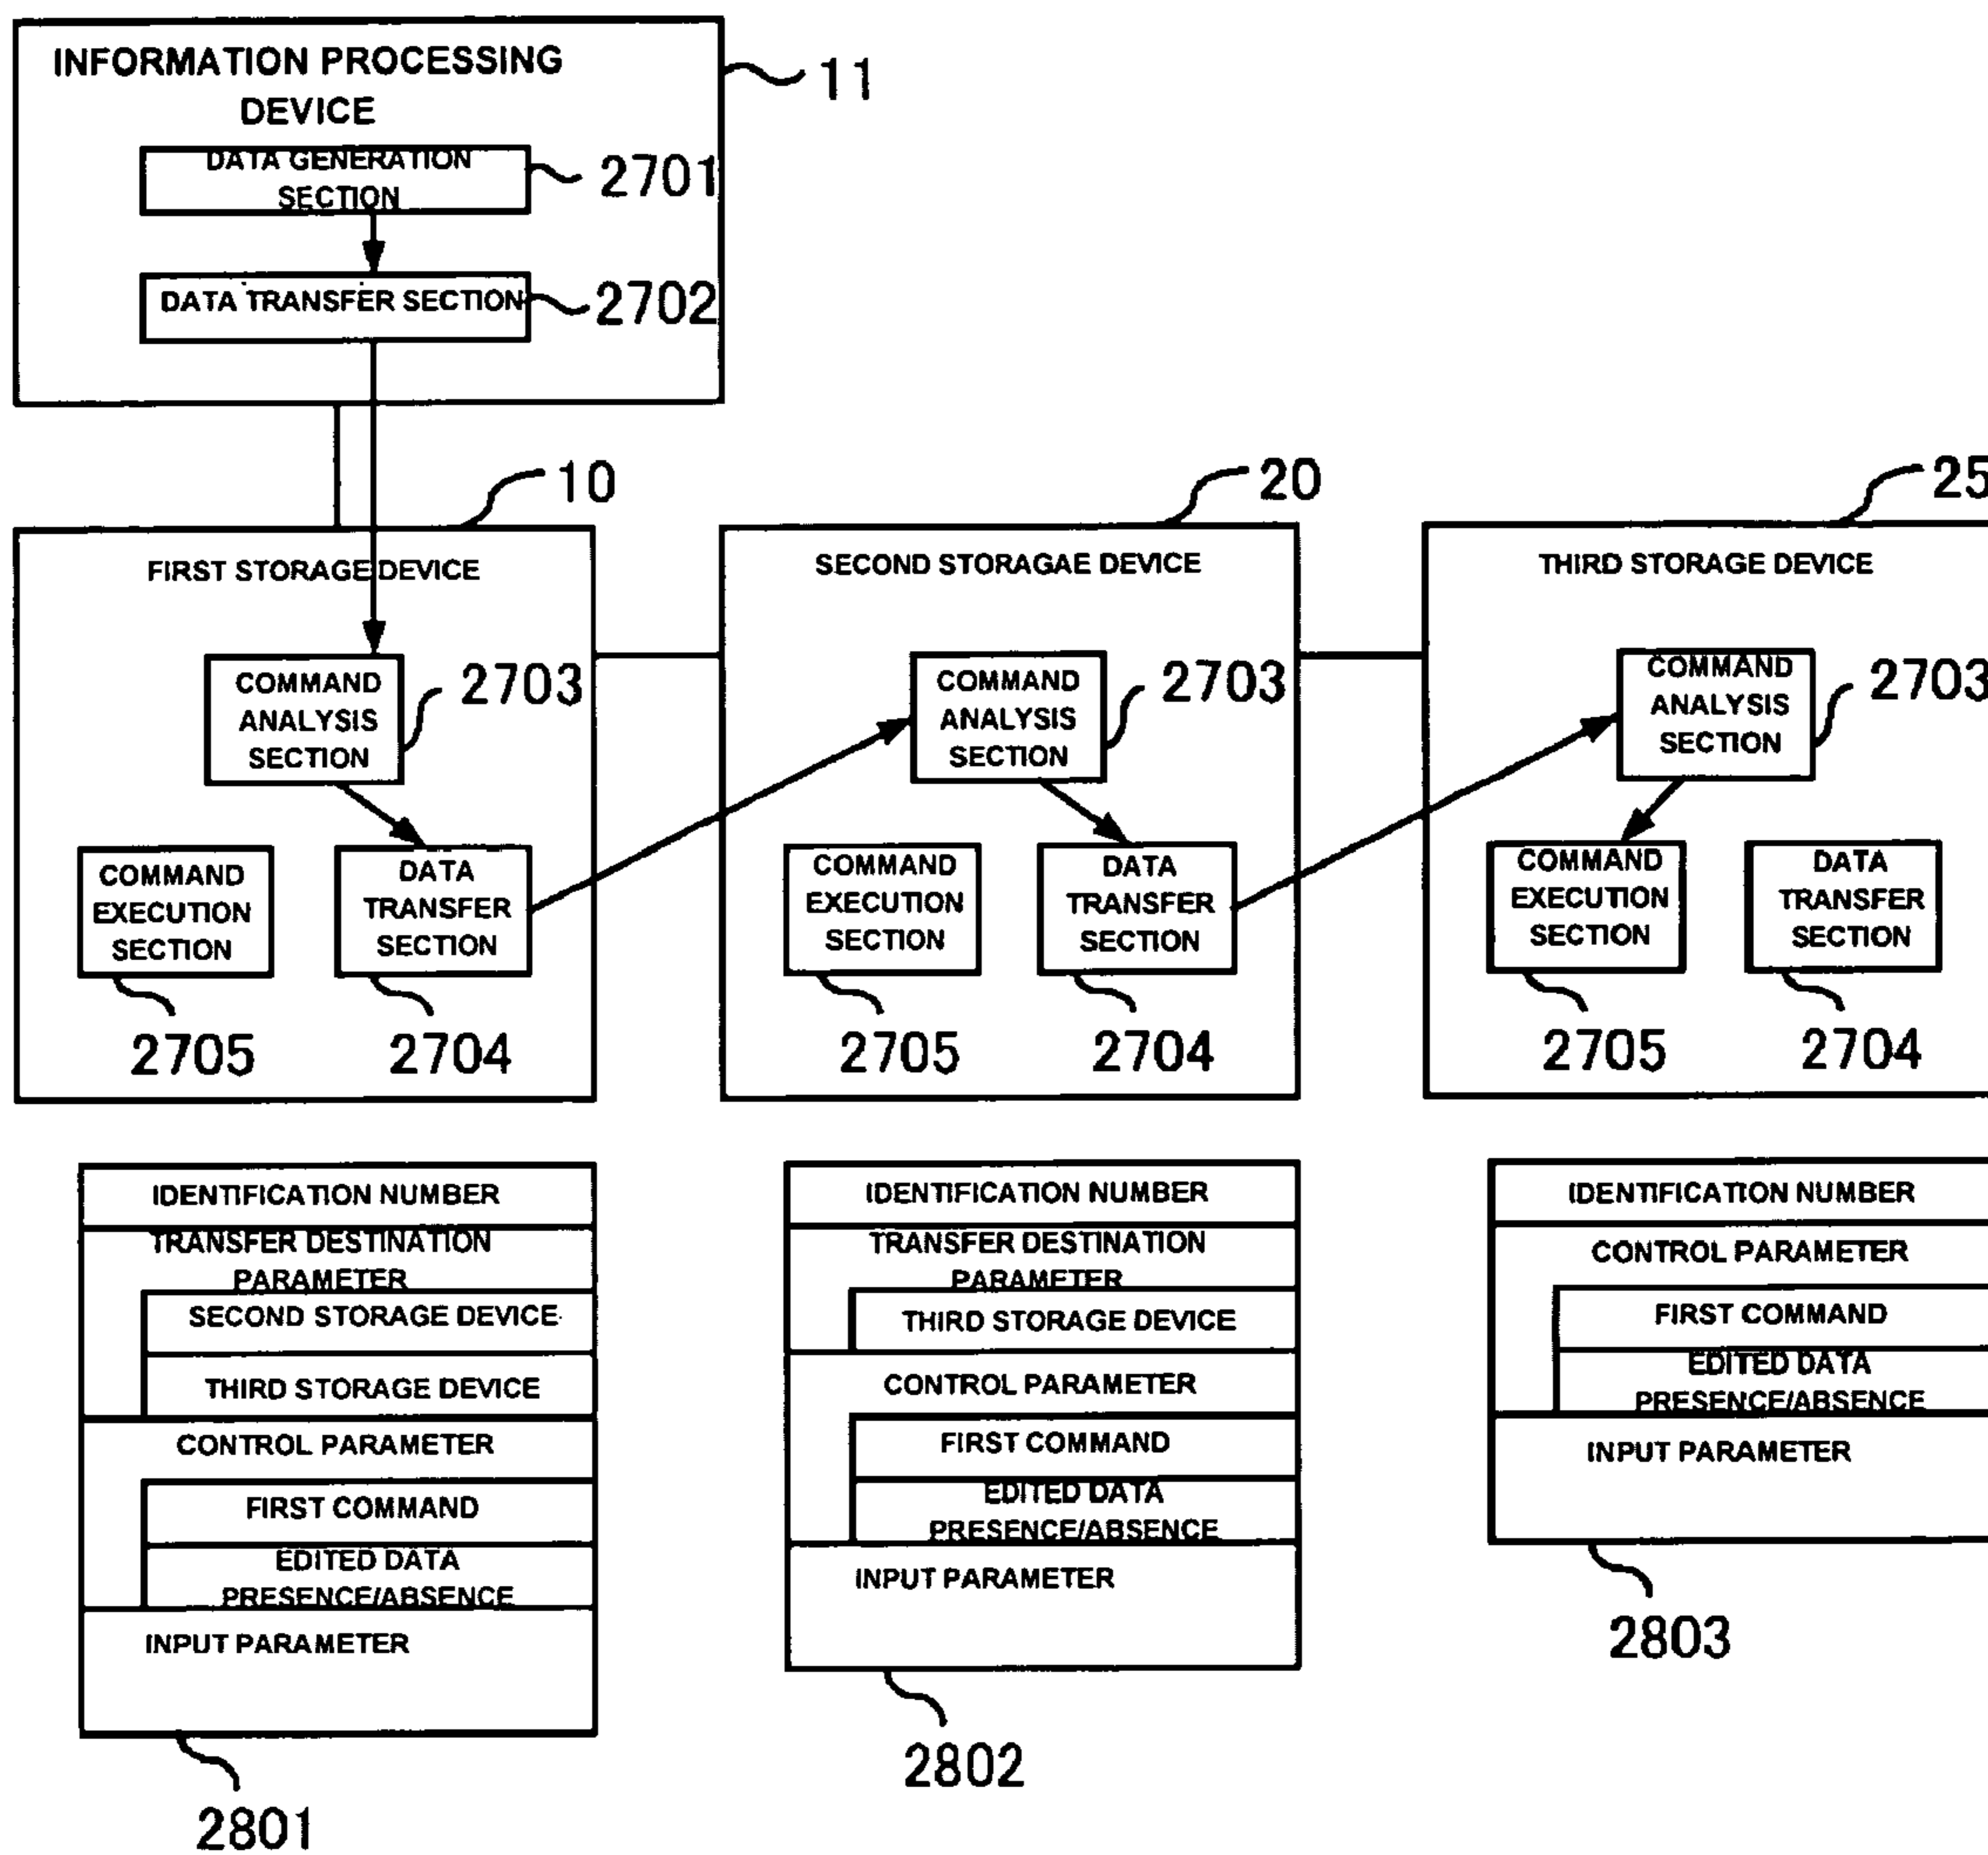 INFORMATION PROCESSING
DEVICE
11
DATA GENERATION
SECTION
2701
DATA TRANSFER SECTION
2702
10
FIRST STORAGE DEVICE
COMMAND
ANALYSIS
SECTION
2703
COMMAND
EXECUTION
SECTION
2705
DATA
TRANSFER
SECTION
2704
20
SECOND STORAGAE DEVICE
COMMAND
ANALYSIS
SECTION
2703
COMMAND
EXECUTION
SECTION
2705
DATA
TRANSFER
SECTION
2704
25
THIRD STORAGE DEVICE
COMMAND
ANALYSIS
SECTION
2703
COMMAND
EXECUTION
SECTION
2705
DATA
TRANSFER
SECTION
2704
IDENTIFICATION NUMBER
TRANSFER DESTINATION
PARAMETER
SECOND STORAGE DEVICE
THIRD STORAGE DEVICE
CONTROL PARAMETER
FIRST COMMAND
EDITED DATA
PRESENCE/ABSENCE
INPUT PARAMETER
2801
IDENTIFICATION NUMBER
TRANSFER DESTINATION
PARAMETER
THIRD STORAGE DEVICE
CONTROL PARAMETER
FIRST COMMAND
EDITED DATA
PRESENCE/ABSENCE
INPUT PARAMETER
2802
IDENTIFICATION NUMBER
CONTROL PARAMETER
FIRST COMMAND
EDITED DATA
PRESENCE/ABSENCE
INPUT PARAMETER
2803